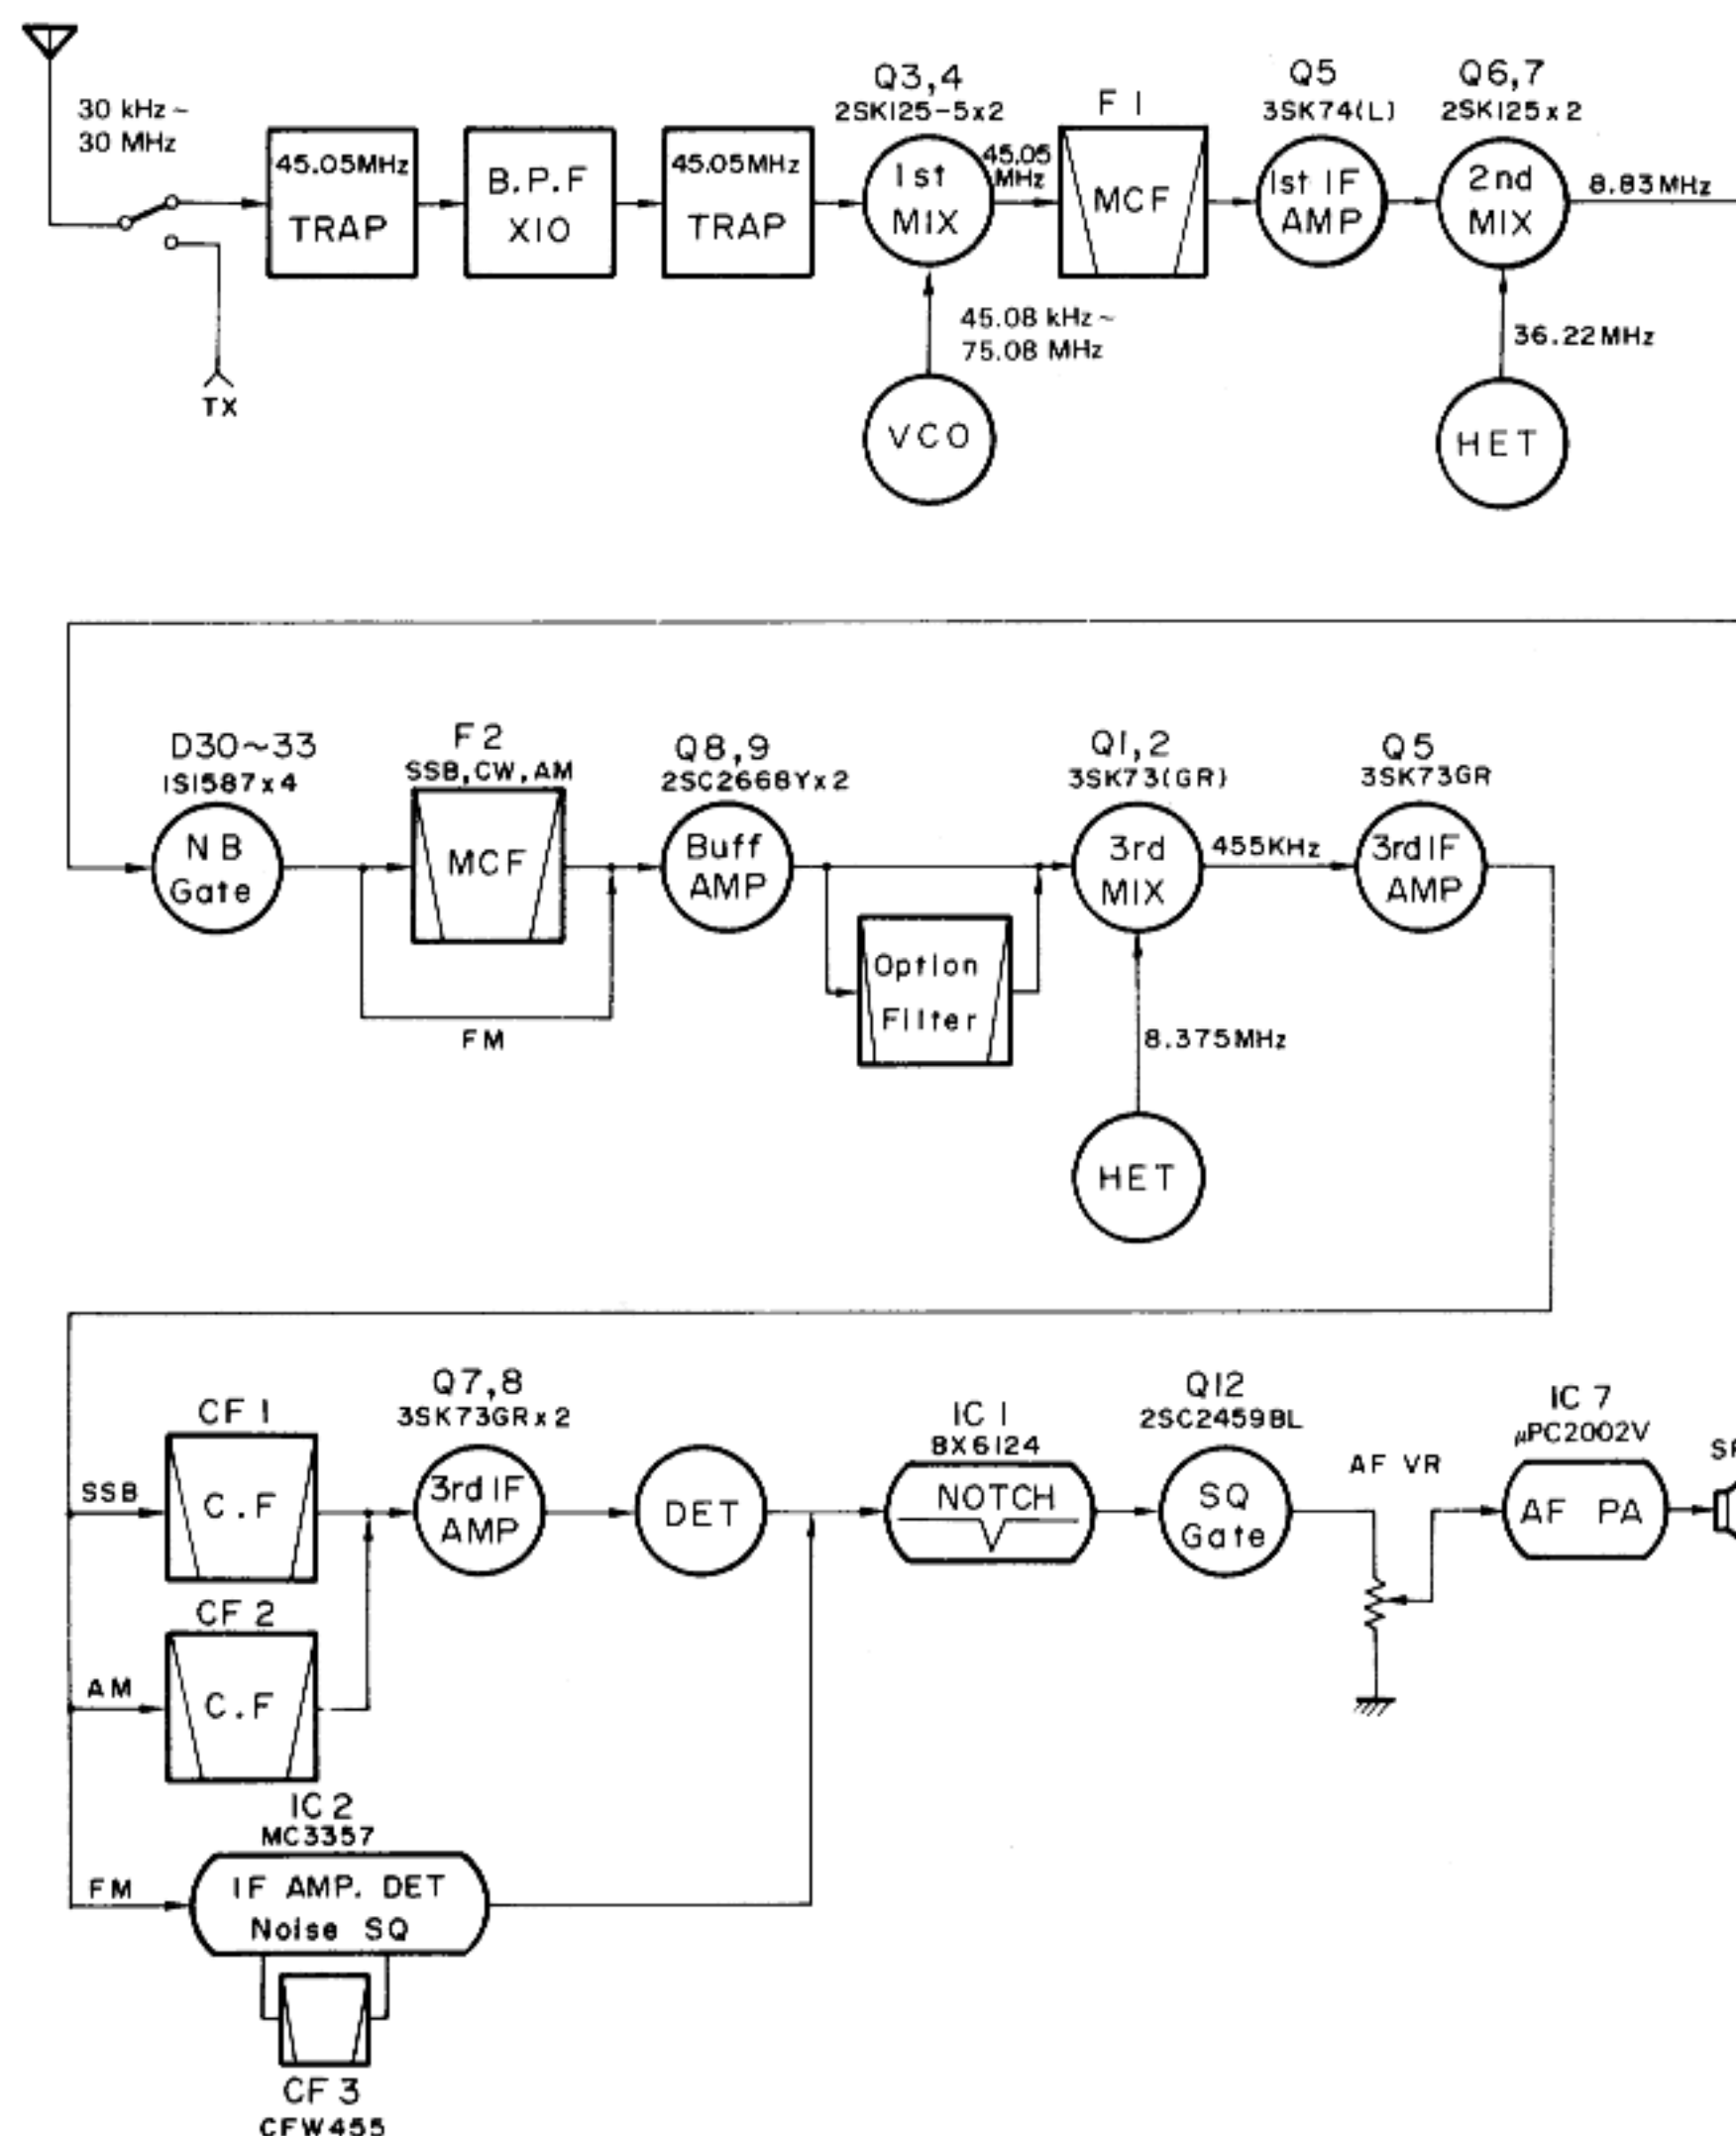 30 kHz ~
30 MHz
TX
45.05MHz
TRAP
B.P.F
X10
45.05MHz
TRAP
Q3,4
2SK125-5x2
1st
MIX
45.05
MHz
45.08 kHz ~
75.08 MHz
VCO
F1
MCF
Q5
3SK74(L)
1st IF
AMP
Q6,7
2SK125x2
2nd
MIX
8.83MHz
36.22MHz
HET
D30~33
1S1587x4
NB
Gate
F2
SSB,CW,AM
MCF
FM
Q8,9
2SC2668Yx2
Buff
AMP
Option
Filter
Q1,2
3SK73(GR)
3rd
MIX
455KHz
8.375MHz
HET
Q5
3SK73GR
3rd IF
AMP
SSB
CF1
C.F
AM
CF2
C.F
FM
IC2
MC3357
IF AMP. DET
Noise SQ
CF3
CFW455
Q7,8
3SK73GRx2
3rd IF
AMP
DET
IC1
BX6124
NOTCH
Q12
2SC2459BL
SQ
Gate
AF VR
IC7
μPC2002V
AF PA